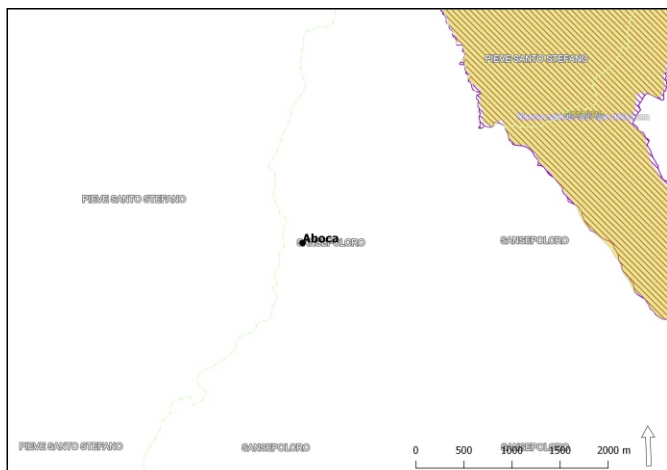 PIEVE SANTO STEFANO
PIEVE SANTO STEFANO
Aboca
SANSEPOLCRO
SANSEPOLCRO
PIEVE SANTO STEFANO
SANSEPOLCRO
SANSEPOLCRO
0 500 1000 1500 2000 m